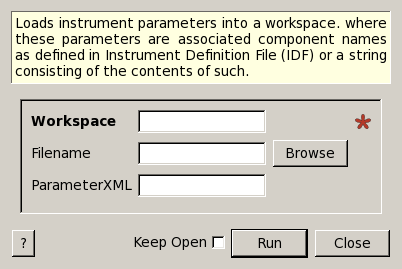 Loads instrument parameters into a workspace. where
these parameters are associated component names
as defined in Instrument Definition File (IDF) or a string
consisting of the contents of such.
Workspace
Filename
Browse
ParameterXML
?
Keep Open
Run
Close